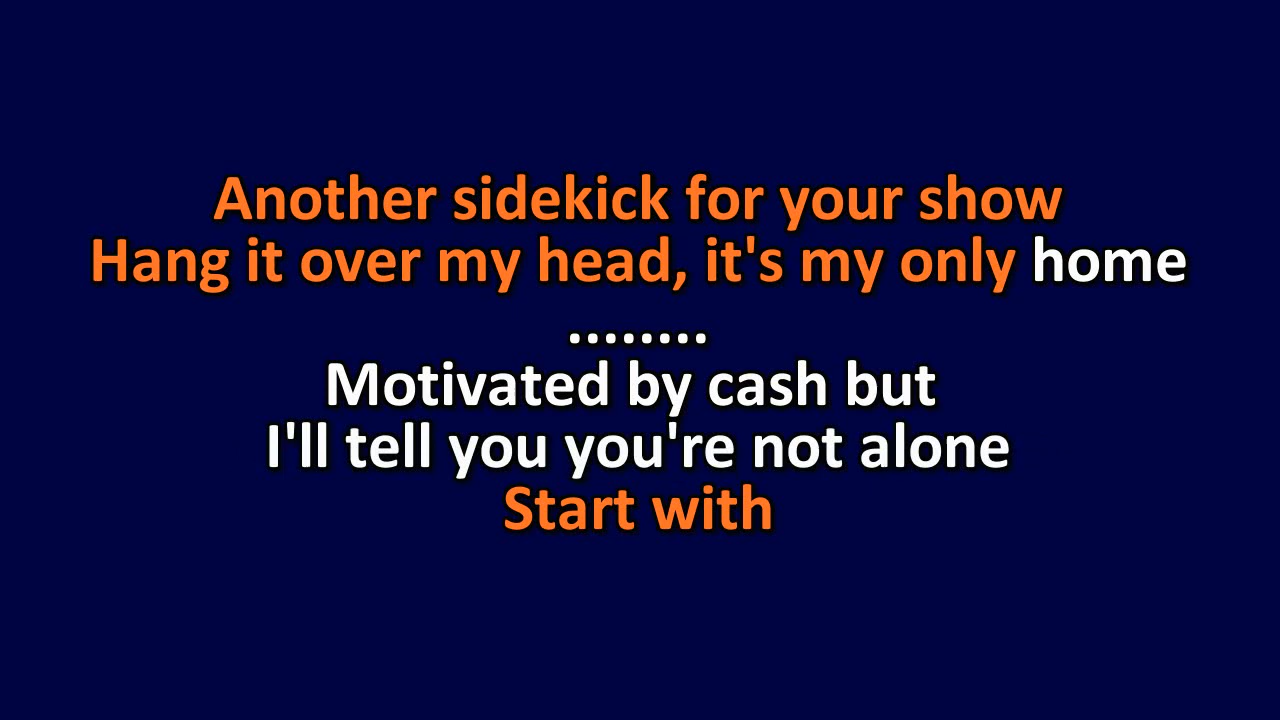 Another sidekick for your show
Hang it over my head, it's my only home
........
Motivated by cash but
I'll tell you you're not alone
Start with